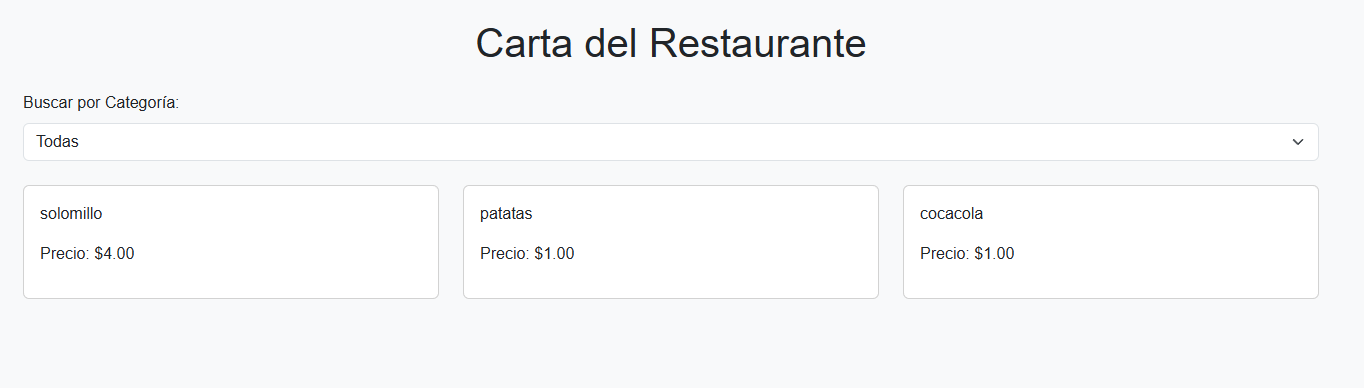 Carta del Restaurante
Buscar por Categoría:
Todas
solomillo
Precio: $4.00
patatas
Precio: $1.00
cocacola
Precio: $1.00